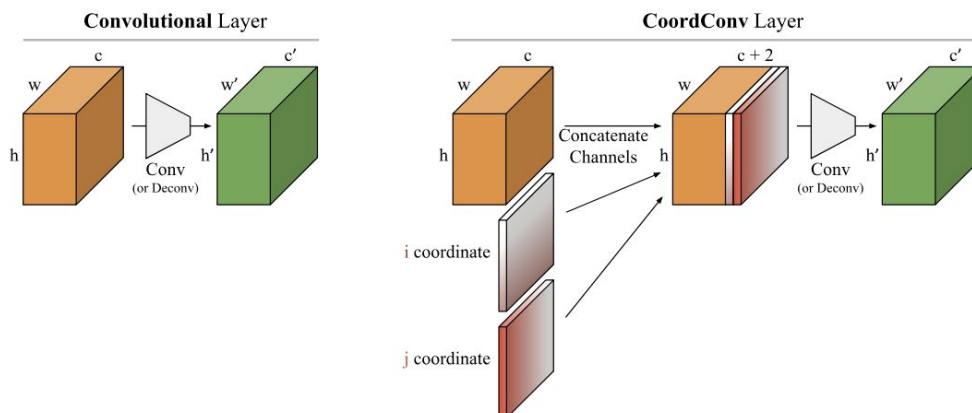 Convolutional Layer
c
c′
w
w′
h
h′
Conv
(or Deconv)
CoordConv Layer
c
c + 2
c′
w
w
w′
h
h
h′
Concatenate
Channels
Conv
(or Deconv)
i coordinate
j coordinate